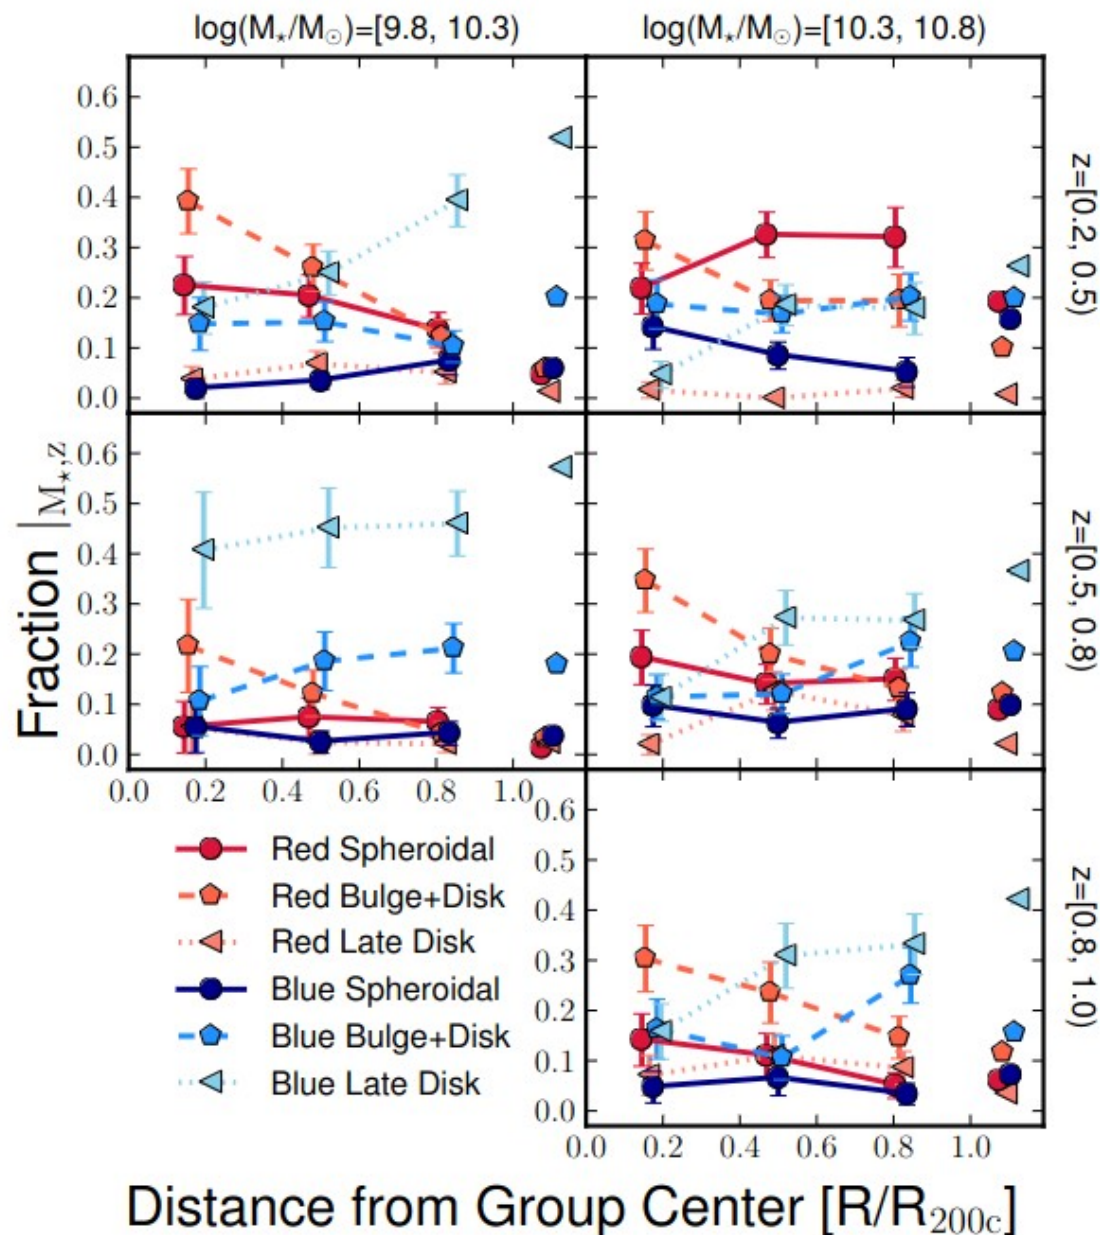 log(M⋆/M⊙)=[9.8, 10.3)
log(M⋆/M⊙)=[10.3, 10.8)
0.6
0.5
0.4
0.3
0.2
0.1
0.0
z=[0.2, 0.5)
Fraction |M⋆,z
0.6
0.5
0.4
0.3
0.2
0.1
0.0
z=[0.5, 0.8)
0.0 0.2 0.4 0.6 0.8 1.0
Red Spheroidal
Red Bulge+Disk
Red Late Disk
Blue Spheroidal
Blue Bulge+Disk
Blue Late Disk
0.6
0.5
0.4
0.3
0.2
0.1
0.0
z=[0.8, 1.0)
0.0 0.2 0.4 0.6 0.8 1.0
Distance from Group Center [R/R200c]